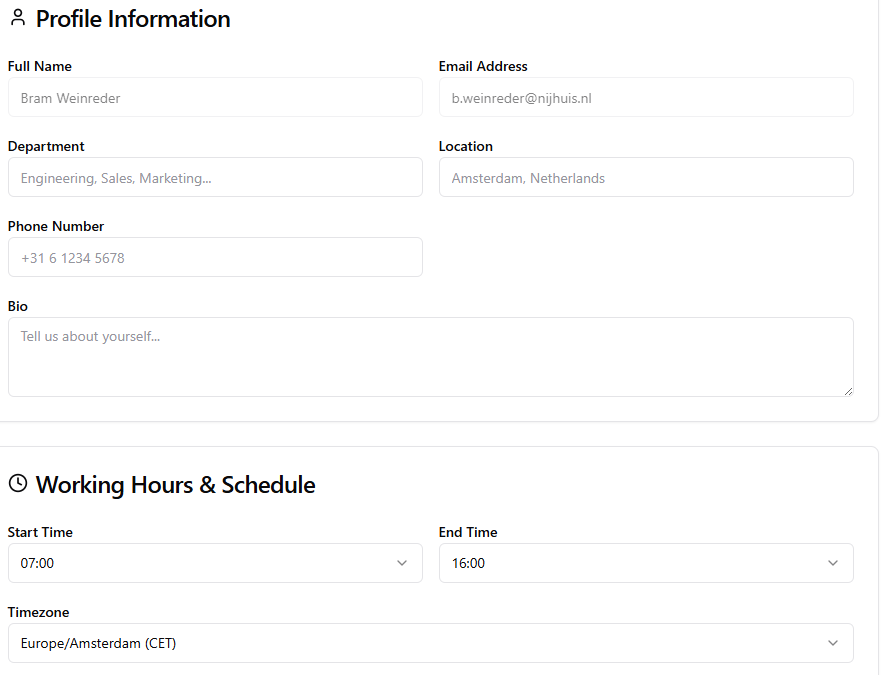 Profile Information
Full Name
Email Address
Bram Weinreder
b.weinreder@nijhuis.nl
Department
Location
Engineering, Sales, Marketing...
Amsterdam, Netherlands
Phone Number
+31 6 1234 5678
Bio
Tell us about yourself...
Working Hours & Schedule
Start Time
End Time
07:00
16:00
Timezone
Europe/Amsterdam (CET)